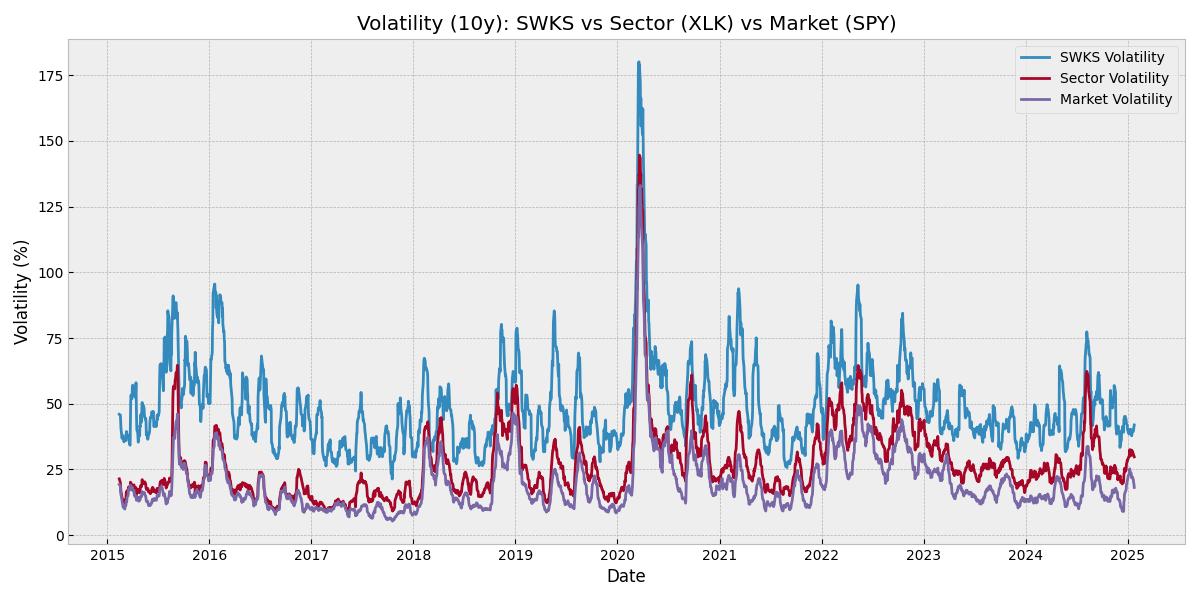 Volatility (10y): SWKS vs Sector (XLK) vs Market (SPY)
SWKS Volatility
Sector Volatility
Market Volatility
Volatility (%)
175
150
125
100
75
50
25
0
2015 2016 2017 2018 2019 2020 2021 2022 2023 2024 2025
Date